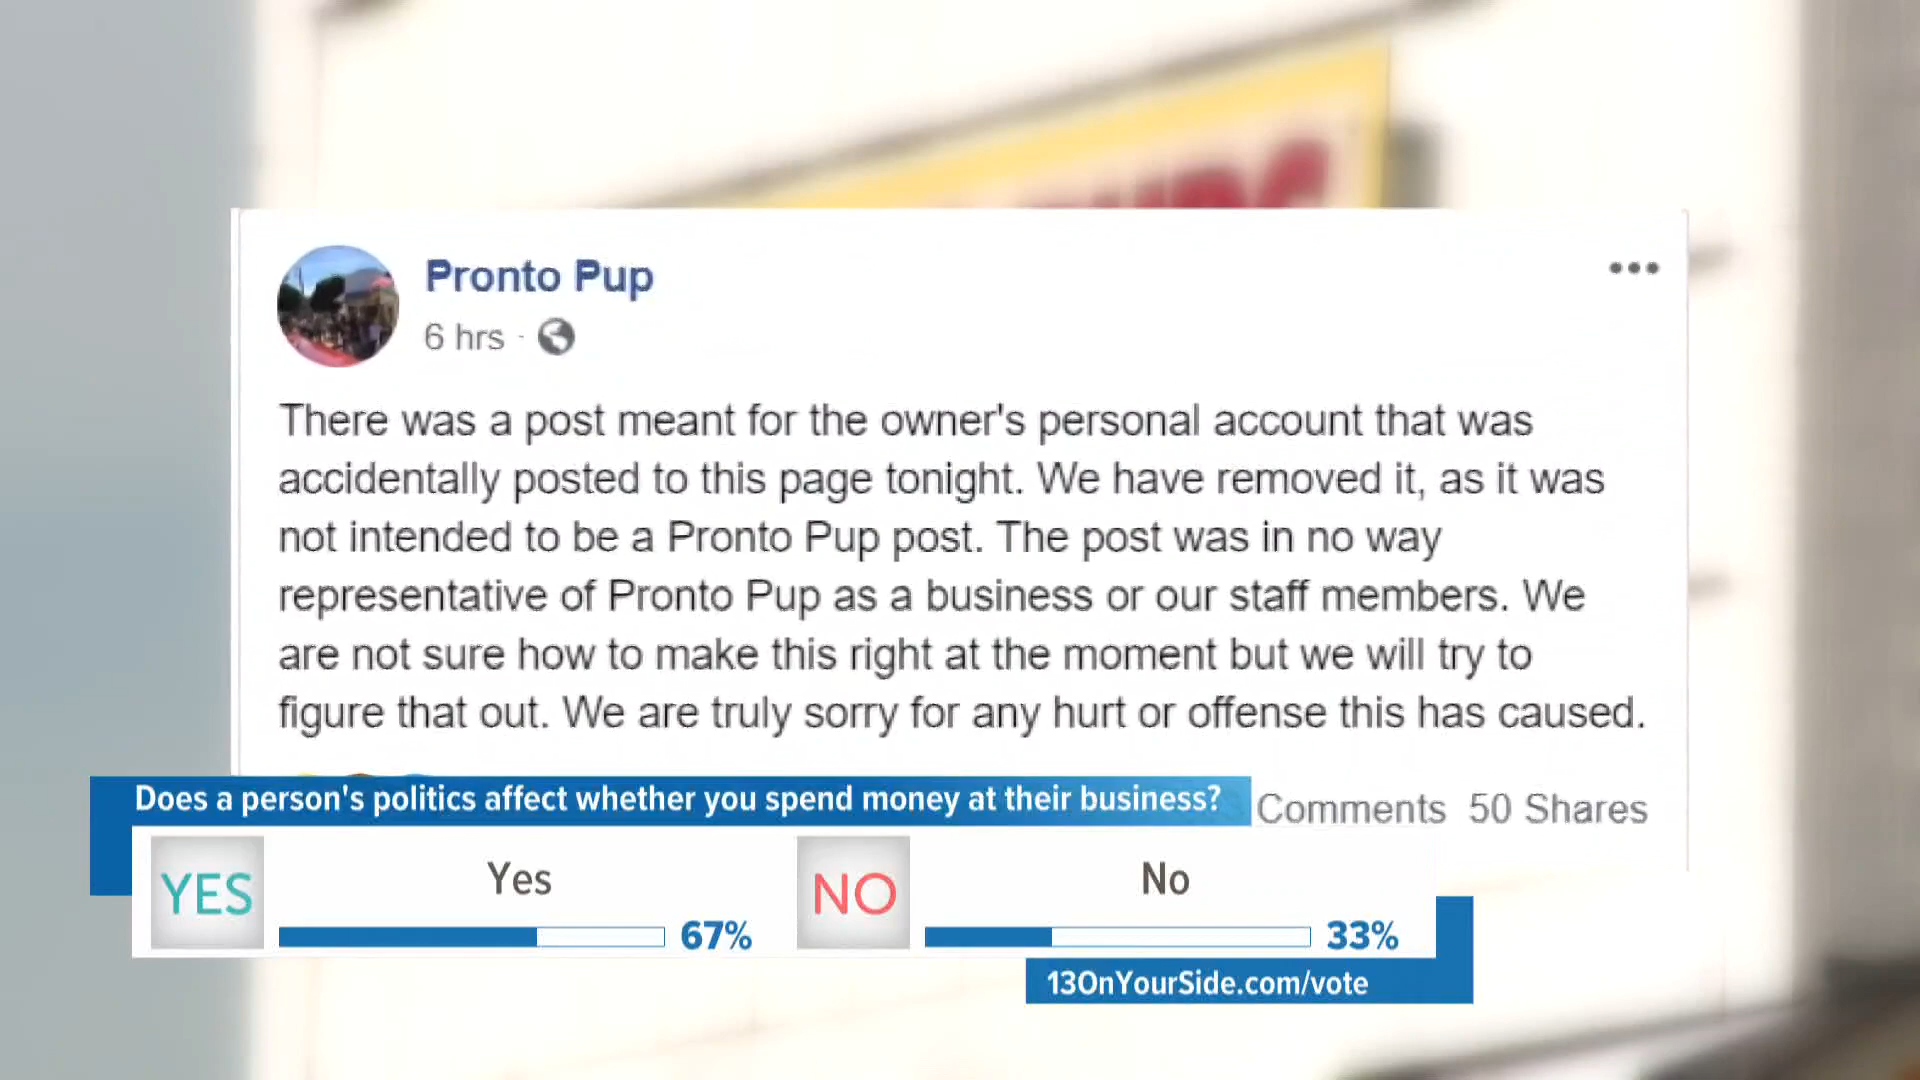 Pronto Pup
6 hrs ·
There was a post meant for the owner's personal account that was
accidentally posted to this page tonight. We have removed it, as it was
not intended to be a Pronto Pup post. The post was in no way
representative of Pronto Pup as a business or our staff members. We
are not sure how to make this right at the moment but we will try to
figure that out. We are truly sorry for any hurt or offense this has caused.
Comments 50 Shares
Does a person's politics affect whether you spend money at their business?
YES Yes 67%
NO No 33%
13OnYourSide.com/vote